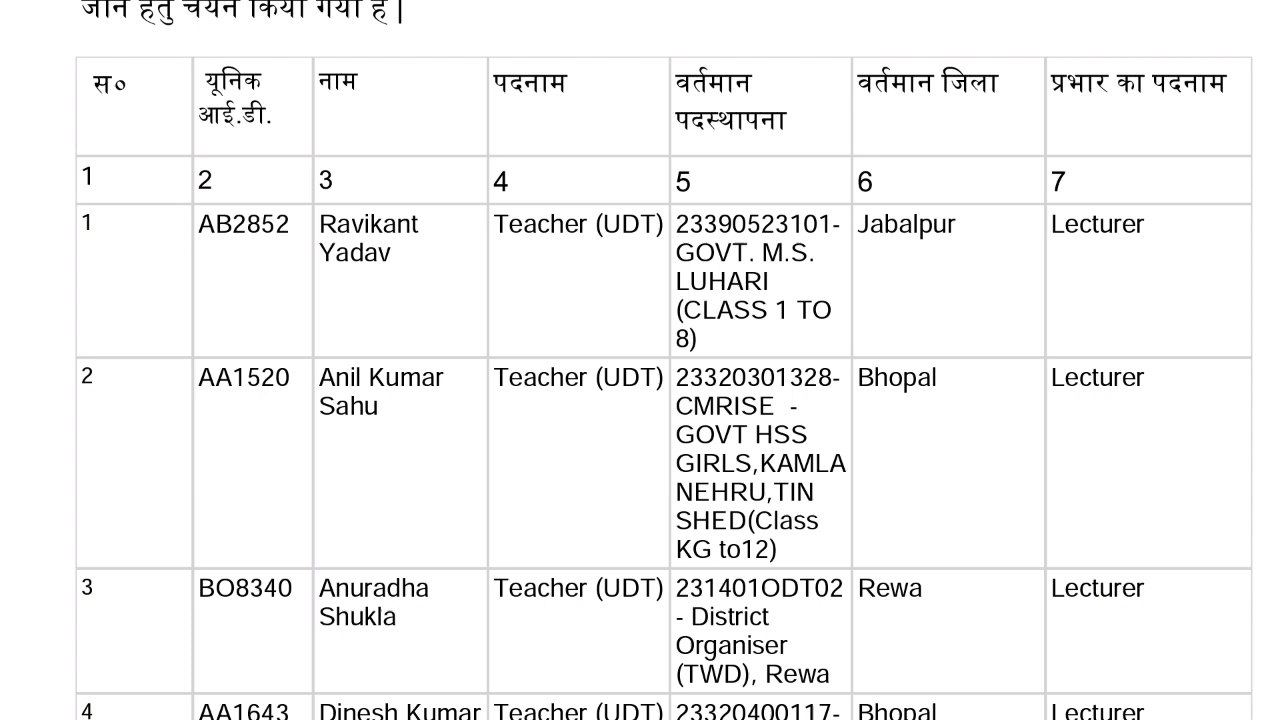 जाने हेतु चयन किया गया है |
स० यूनिक आई.डी. नाम पदनाम वर्तमान पदस्थापना वर्तमान जिला प्रभार का पदनाम
1 2 3 4 5 6 7
1 AB2852 Ravikant Teacher (UDT) 23390523101- Jabalpur Lecturer
Yadav GOVT. M.S.
LUHARI
(CLASS 1 TO
8)
2 AA1520 Anil Kumar Teacher (UDT) 23320301328- Bhopal Lecturer
Sahu CMRISE -
GOVT HSS
GIRLS,KAMLA
NEHRU,TIN
SHED(Class
KG to12)
3 BO8340 Anuradha Teacher (UDT) 231401ODT02 Rewa Lecturer
Shukla - District
Organiser
(TWD), Rewa
4 AA1643 Dinesh Kumar Teacher (UDT) 23320400117- Bhopal Lecturer